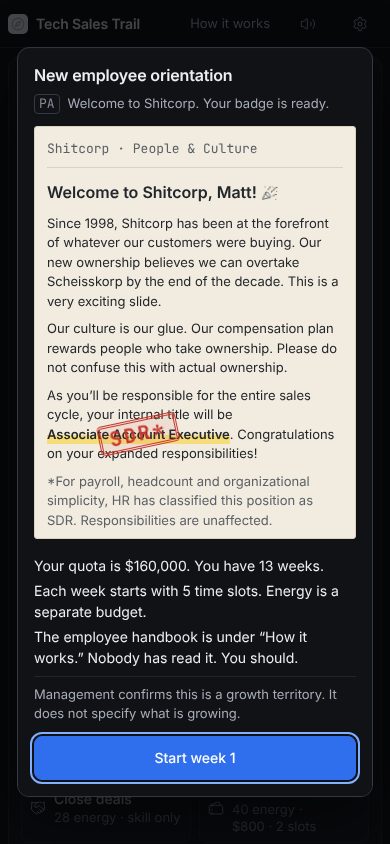 Tech Sales Trail How it works
New employee orientation
PA Welcome to Shitcorp. Your badge is ready.
Shitcorp · People & Culture
Welcome to Shitcorp, Matt! 🎉
Since 1998, Shitcorp has been at the forefront
of whatever our customers were buying. Our
new ownership believes we can overtake
Scheisskorp by the end of the decade. This is a
very exciting slide.
Our culture is our glue. Our compensation plan
rewards people who take ownership. Please do
not confuse this with actual ownership.
As you’ll be responsible for the entire sales
cycle, your internal title will be
Associate Account Executive. Congratulations
SDR*
on your expanded responsibilities!
*For payroll, headcount and organizational
simplicity, HR has classified this position as
SDR. Responsibilities are unaffected.
Your quota is $160,000. You have 13 weeks.
Each week starts with 5 time slots. Energy is a
separate budget.
The employee handbook is under “How it
works.” Nobody has read it. You should.
Management confirms this is a growth territory. It
does not specify what is growing.
Start week 1
Close deals
28 energy · skill only
40 energy ·
$800 · 2 slots